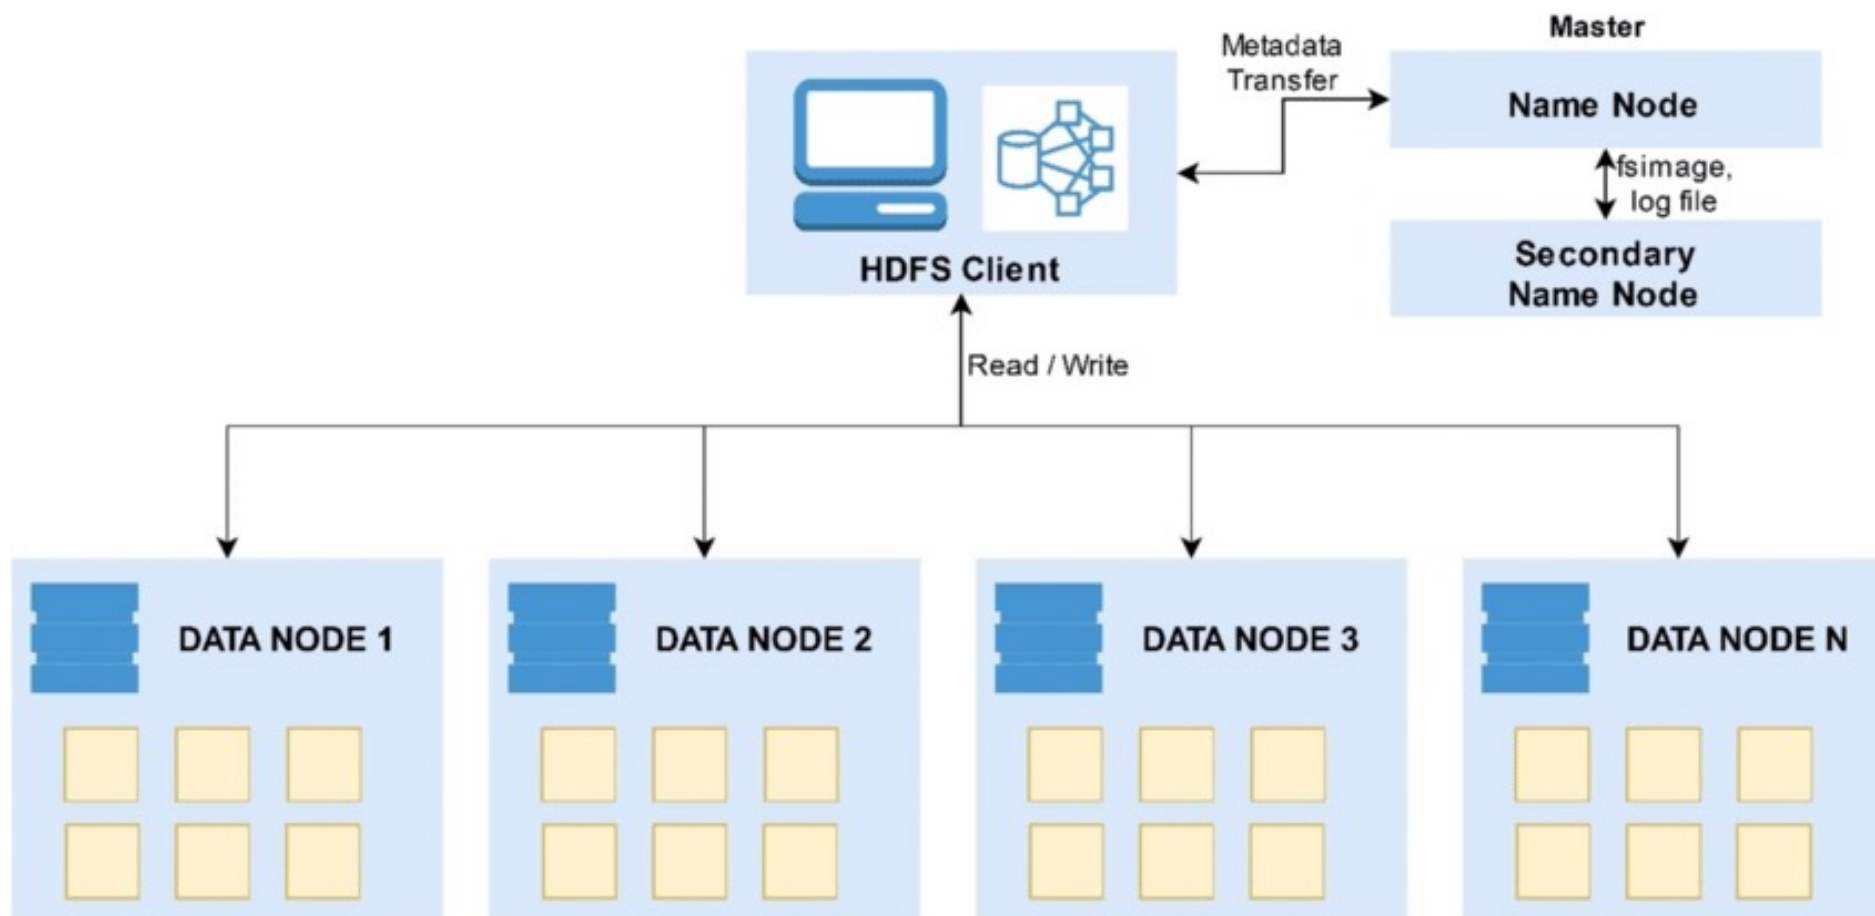 Master
Metadata
Transfer
Name Node
fsimage,
log file
Secondary
Name Node
HDFS Client
Read / Write
DATA NODE 1
DATA NODE 2
DATA NODE 3
DATA NODE N